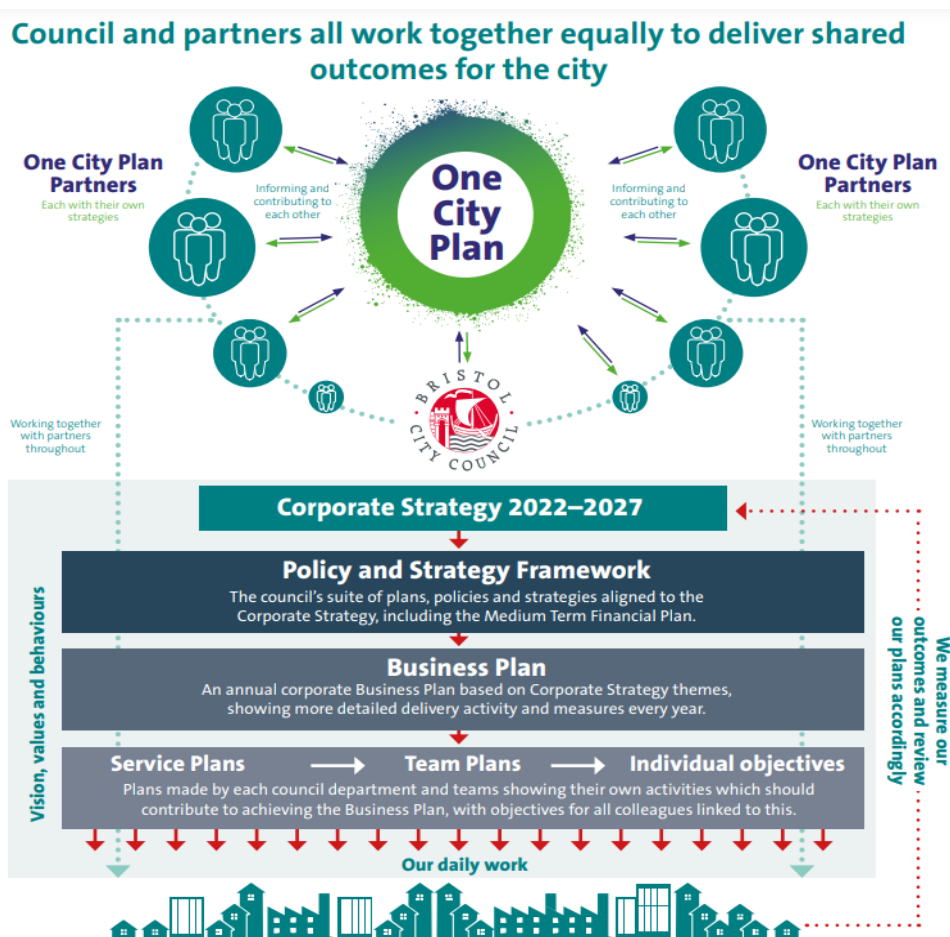 Council and partners all work together equally to deliver shared
outcomes for the city
One City Plan
Partners
Each with their own
strategies
Informing and
contributing to
each other
One
City
Plan
Informing and
contributing to
each other
One City Plan
Partners
Each with their own
strategies
BRISTOL
CITY COUNCIL
Working together
with partners
throughout
Working together
with partners
throughout
Corporate Strategy 2022–2027
Policy and Strategy Framework
The council’s suite of plans, policies and strategies aligned to the
Corporate Strategy, including the Medium Term Financial Plan.
Business Plan
An annual corporate Business Plan based on Corporate Strategy themes,
showing more detailed delivery activity and measures every year.
Service Plans
Team Plans
Individual objectives
Plans made by each council department and teams showing their own activities which should
contribute to achieving the Business Plan, with objectives for all colleagues linked to this.
Our daily work
Vision, values and behaviours
We measure our
outcomes and review
our plans accordingly